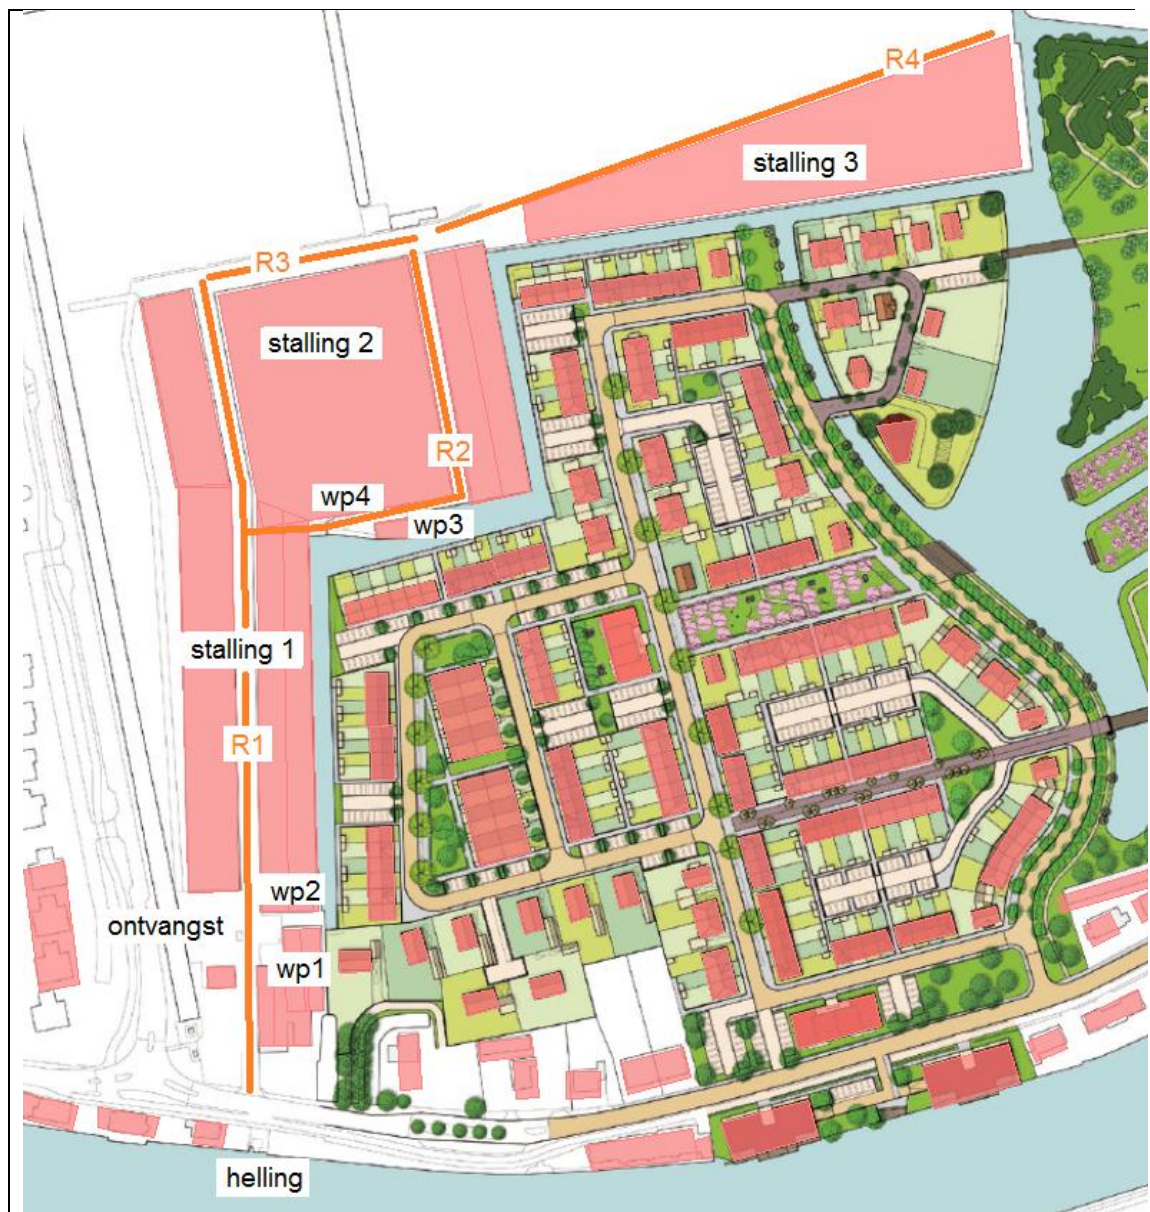 R4
stalling 3
R3
stalling 2
R2
wp4
wp3
stalling 1
R1
wp2
ontvangst
wp1
helling